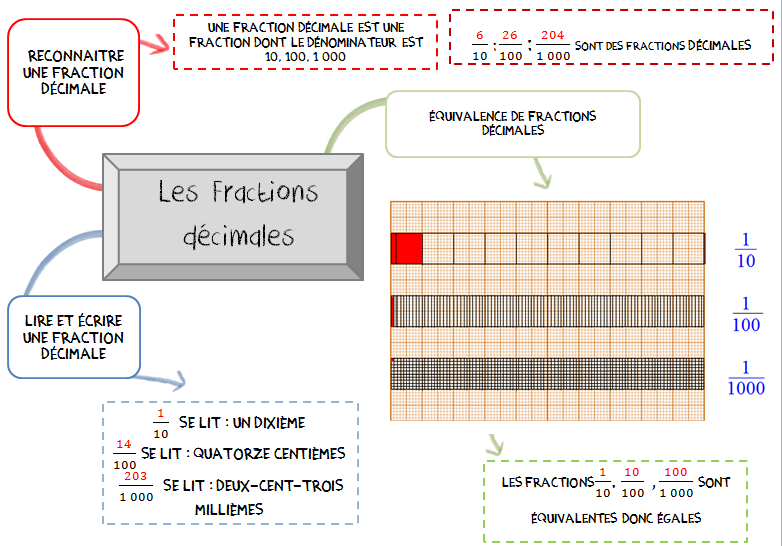 RECONNAITRE
UNE FRACTION
DÉCIMALE
UNE FRACTION DÉCIMALE EST UNE
FRACTION DONT LE DÉNOMINATEUR EST
10, 100, 1 000
6/10 ; 26/100 ; 204/1 000 SONT DES FRACTIONS DÉCIMALES
ÉQUIVALENCE DE FRACTIONS
DÉCIMALES
Les Fractions
décimales
1/10
1/100
1/1000
LIRE ET ÉCRIRE
UNE FRACTION
DÉCIMALE
1/10 SE LIT : UN DIXIÈME
14/100 SE LIT : QUATORZE CENTIÈMES
203/1 000 SE LIT : DEUX-CENT-TROIS
MILLIÈMES
LES FRACTIONS 1/10, 10/100 , 100/1 000 SONT
ÉQUIVALENTES DONC ÉGALES